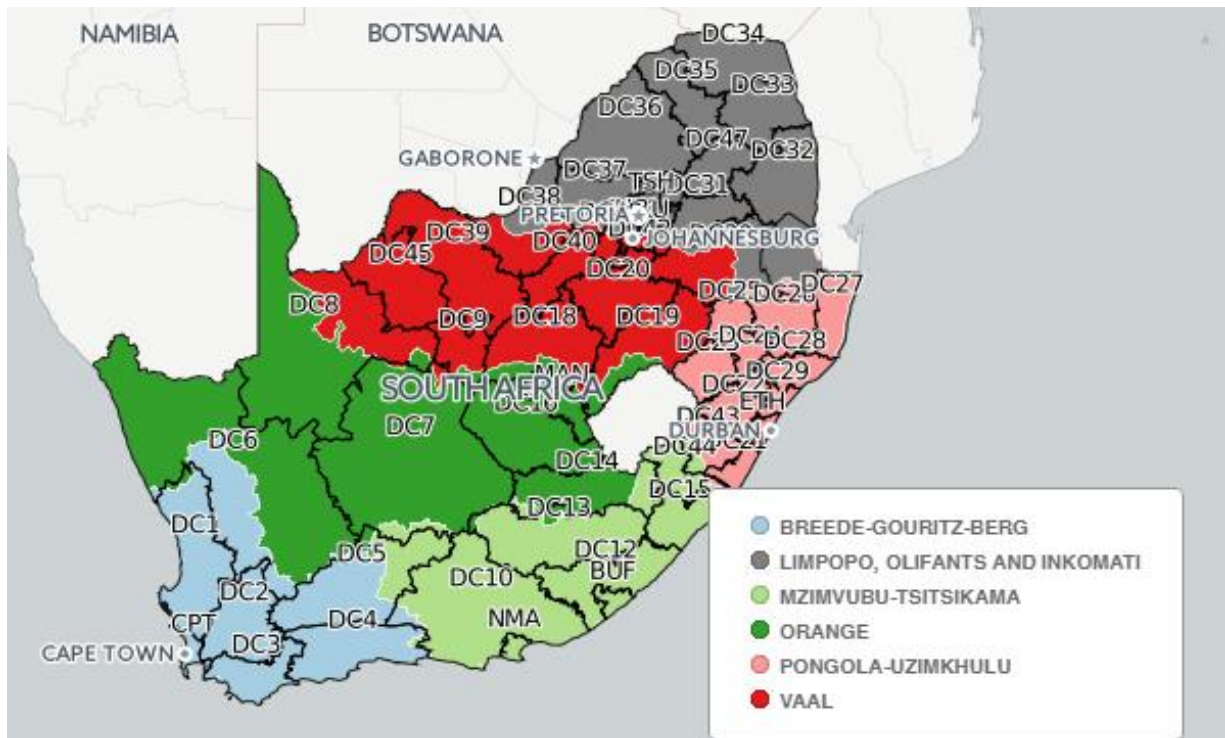 NAMIBIA
BOTSWANA
DC34
DC35
DC33
DC36
DC47
DC32
GABORONE
DC37
TSH
DC31
DC38
PRETORIA
DC39
DC40
JOHANNESBURG
DC45
DC20
DC27
DC8
DC9
DC18
DC19
DC28
DC29
MAN
SOUTH AFRICA
DC16
ETH
DC7
DC43
DURBAN
DC6
DC44
DC14
DC15
DC13
DC1
DC5
DC12
DC10
BUF
DC2
CPT
DC4
NMA
DC3
CAPE TOWN
BREEDE-GOURITZ-BERG
LIMPOPO, OLIFANTS AND INKOMATI
MZIMVUBU-TSITSIKAMA
ORANGE
PONGOLA-UZIMKHULU
VAAL